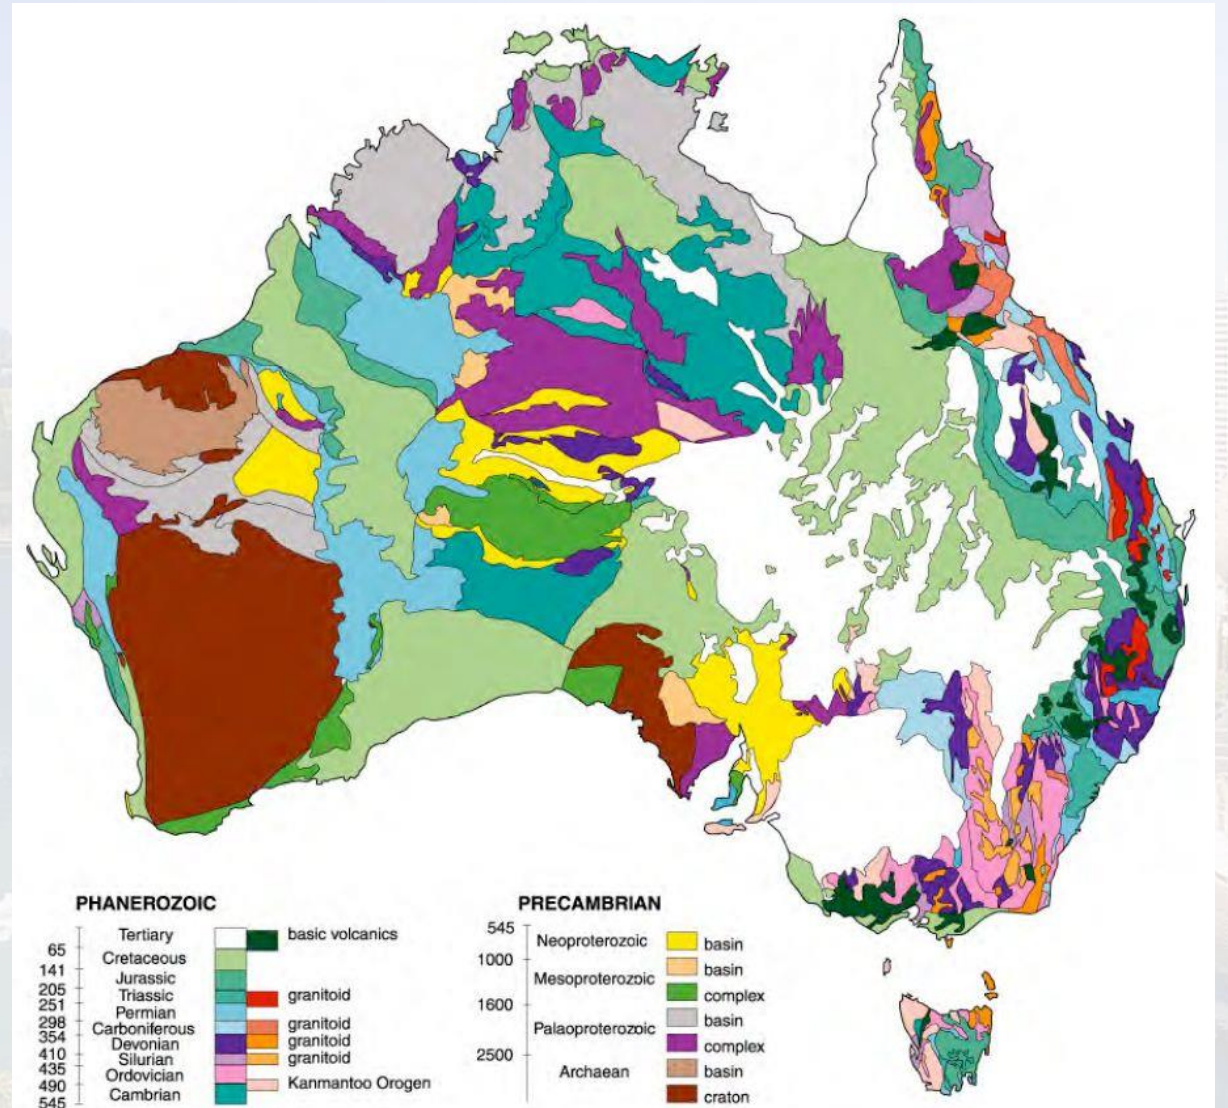 PHANEROZOIC
Tertiary
basic volcanics
65
Cretaceous
141
Jurassic
205
Triassic
granitoid
251
Permian
298
Carboniferous
granitoid
354
Devonian
granitoid
410
Silurian
granitoid
435
Ordovician
490
Kanmantoo Orogen
Cambrian
545
PRECAMBRIAN
545
Neoproterozoic
basin
1000
basin
Mesoproterozoic
complex
1600
basin
Palaoproterozoic
complex
2500
basin
Archaean
craton